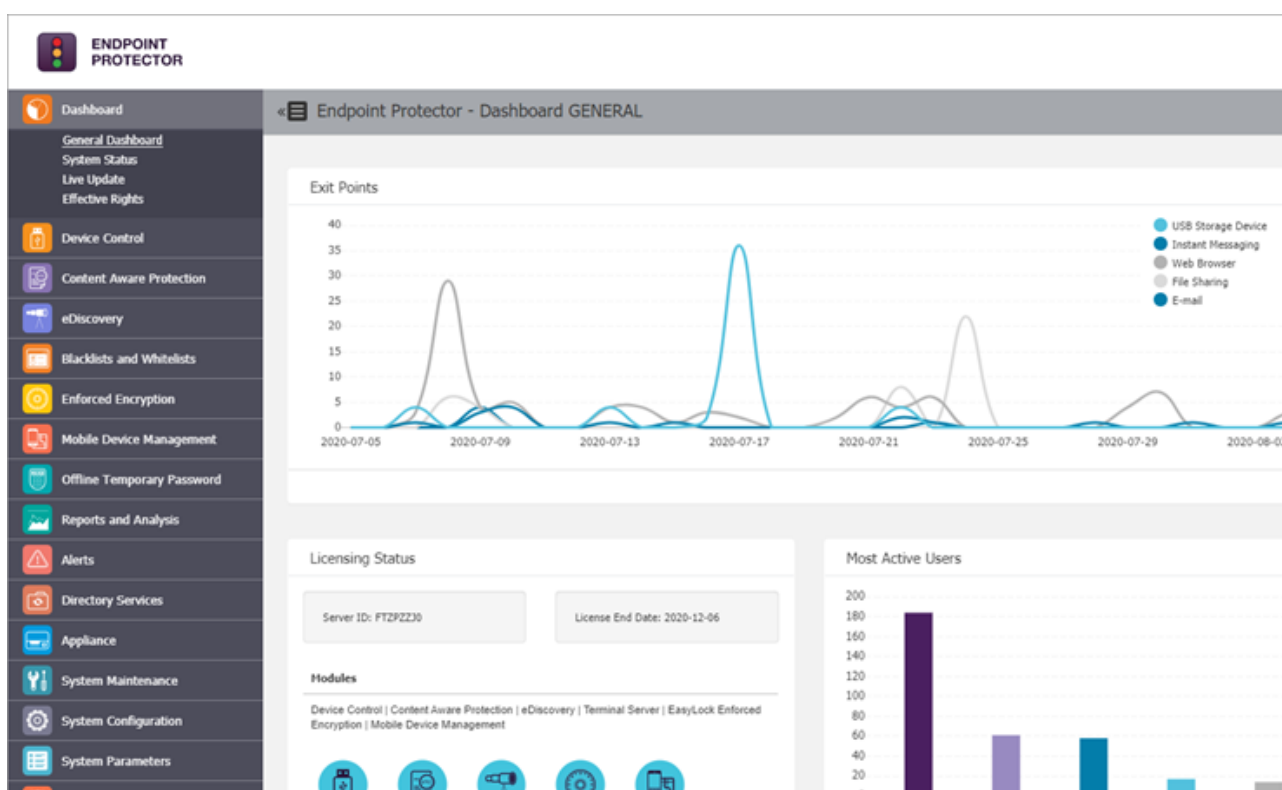 ENDPOINT
PROTECTOR
Dashboard
General Dashboard
System Status
Live Update
Effective Rights
Device Control
Content Aware Protection
eDiscovery
Blacklists and Whitelists
Enforced Encryption
Mobile Device Management
Offline Temporary Password
Reports and Analysis
Alerts
Directory Services
Appliance
System Maintenance
System Configuration
System Parameters
« Endpoint Protector - Dashboard GENERAL
Exit Points
40
35
30
25
20
15
10
5
0
2020-07-05 2020-07-09 2020-07-13 2020-07-17 2020-07-21 2020-07-25 2020-07-29 2020-08-02
USB Storage Device
Instant Messaging
Web Browser
File Sharing
E-mail
Licensing Status
Server ID: FTZPZZJ0
License End Date: 2020-12-06
Modules
Device Control | Content Aware Protection | eDiscovery | Terminal Server | EasyLock Enforced
Encryption | Mobile Device Management
Most Active Users
200
180
160
140
120
100
80
60
40
20